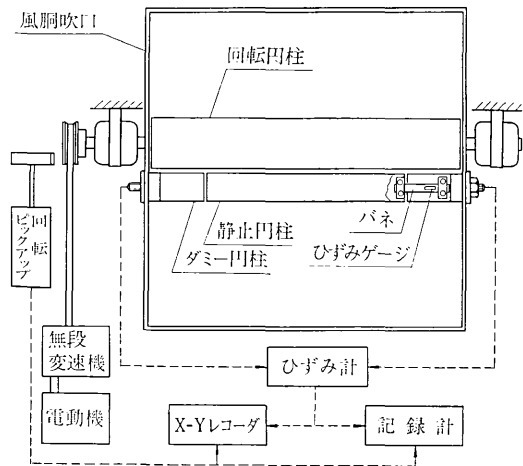 風胴吹口
回転円柱
バネ
静止円柱
ひずみゲージ
ダミー円柱
回転
ピックアップ
無段
変速機
ひずみ計
電動機
X-Yレコーダ
記録計